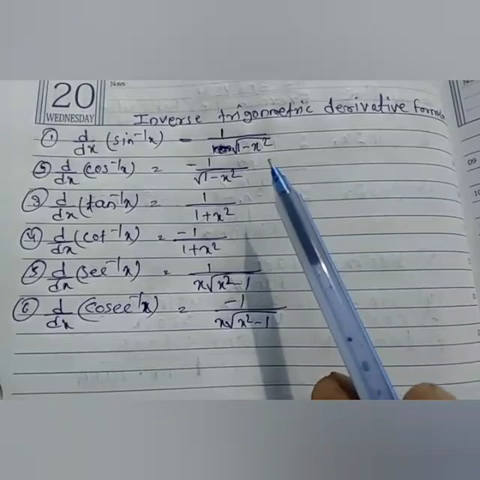 20
WEDNESDAY
Inverse trigonometric derivative formula
① d/dx (sin⁻¹x) = 1/√1-x²
② d/dx (cos⁻¹x) = -1/√1-x²
③ d/dx (tan⁻¹x) = 1/1+x²
④ d/dx (cot⁻¹x) = -1/1+x²
⑤ d/dx (sec⁻¹x) = 1/x√x²-1
⑥ d/dx (cosec⁻¹x) = -1/x√x²-1
09
10